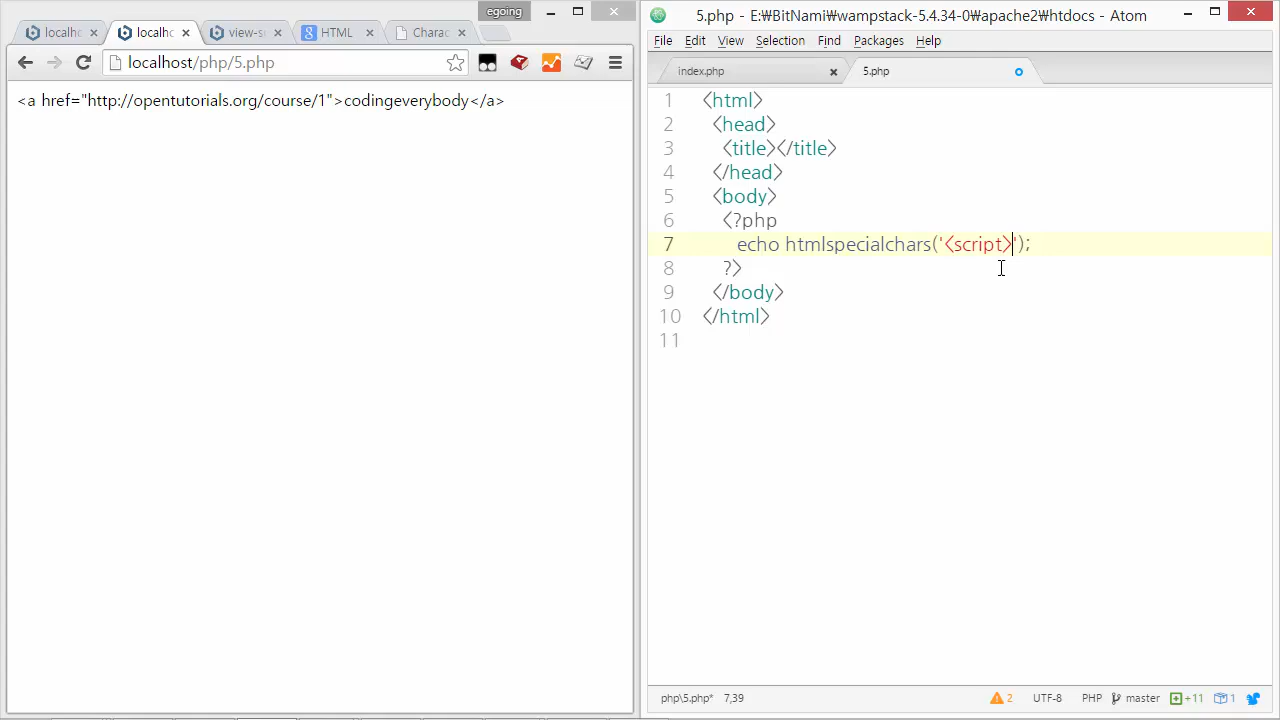 egoing
localh
localhc
view-s
HTML
Charac
localhost/php/5.php
<a href="http://opentutorials.org/course/1">codingeverybody</a>
5.php - E:₩BitNami₩wampstack-5.4.34-0₩apache2₩htdocs - Atom
File Edit View Selection Find Packages Help
index.php
5.php
1 <html>
2 <head>
3 <title></title>
4 </head>
5 <body>
6 <?php
7 echo htmlspecialchars('<script>');
8 ?>
9 </body>
10 </html>
11
php\5.php* 7,39
2 UTF-8 PHP master +11 1